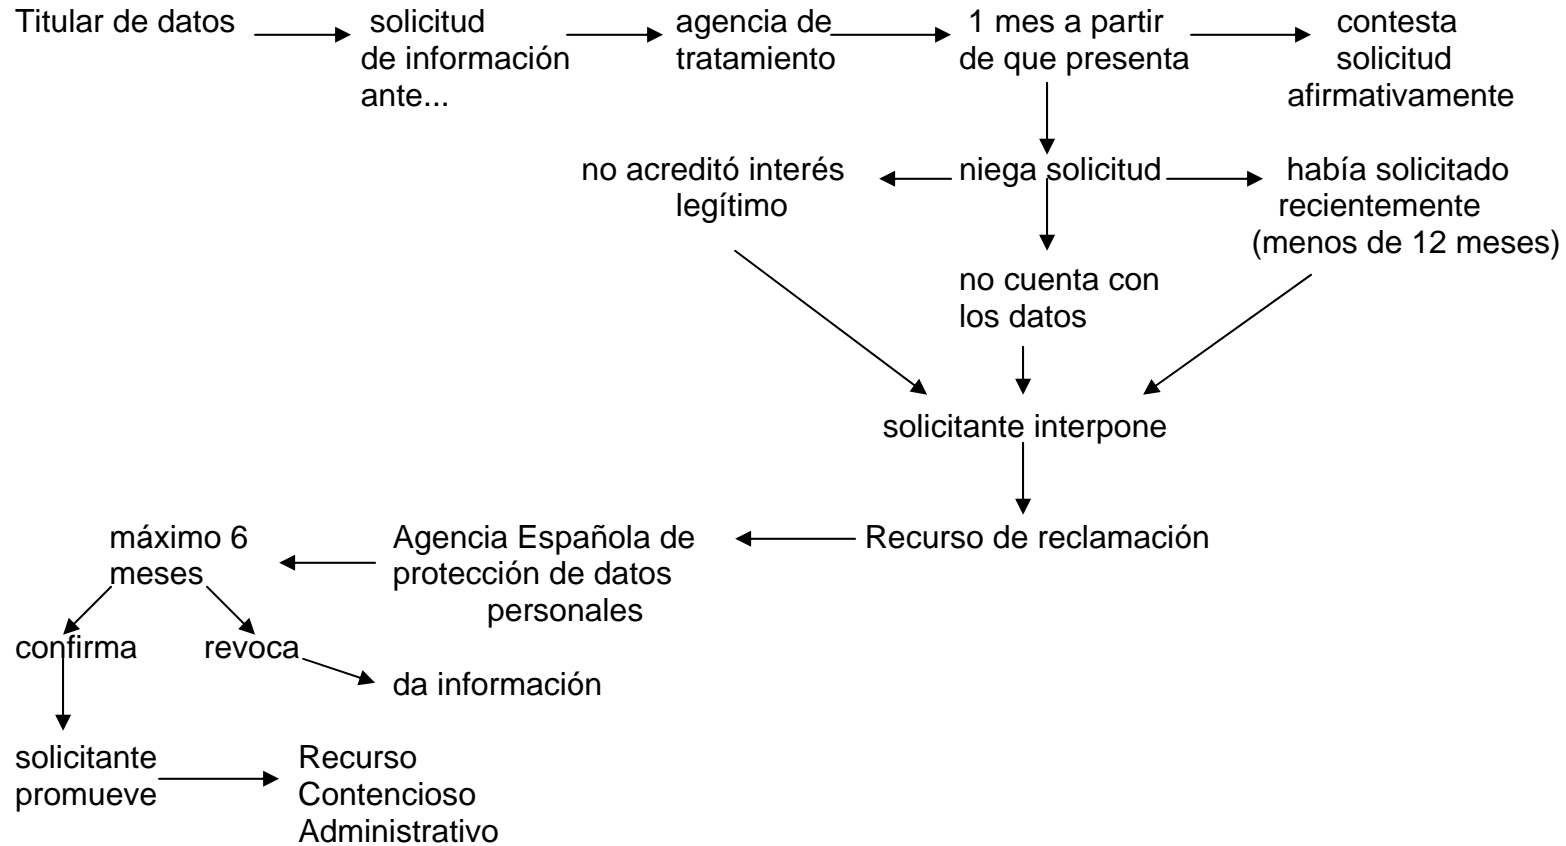 Titular de datos
solicitud
de información
ante...
agencia de
tratamiento
1 mes a partir
de que presenta
contesta
solicitud
afirmativamente
no acreditó interés
legítimo
niega solicitud
había solicitado
recientemente
(menos de 12 meses)
no cuenta con
los datos
solicitante interpone
Recurso de reclamación
Agencia Española de
protección de datos
personales
máximo 6
meses
confirma
revoca
da información
solicitante
promueve
Recurso
Contencioso
Administrativo